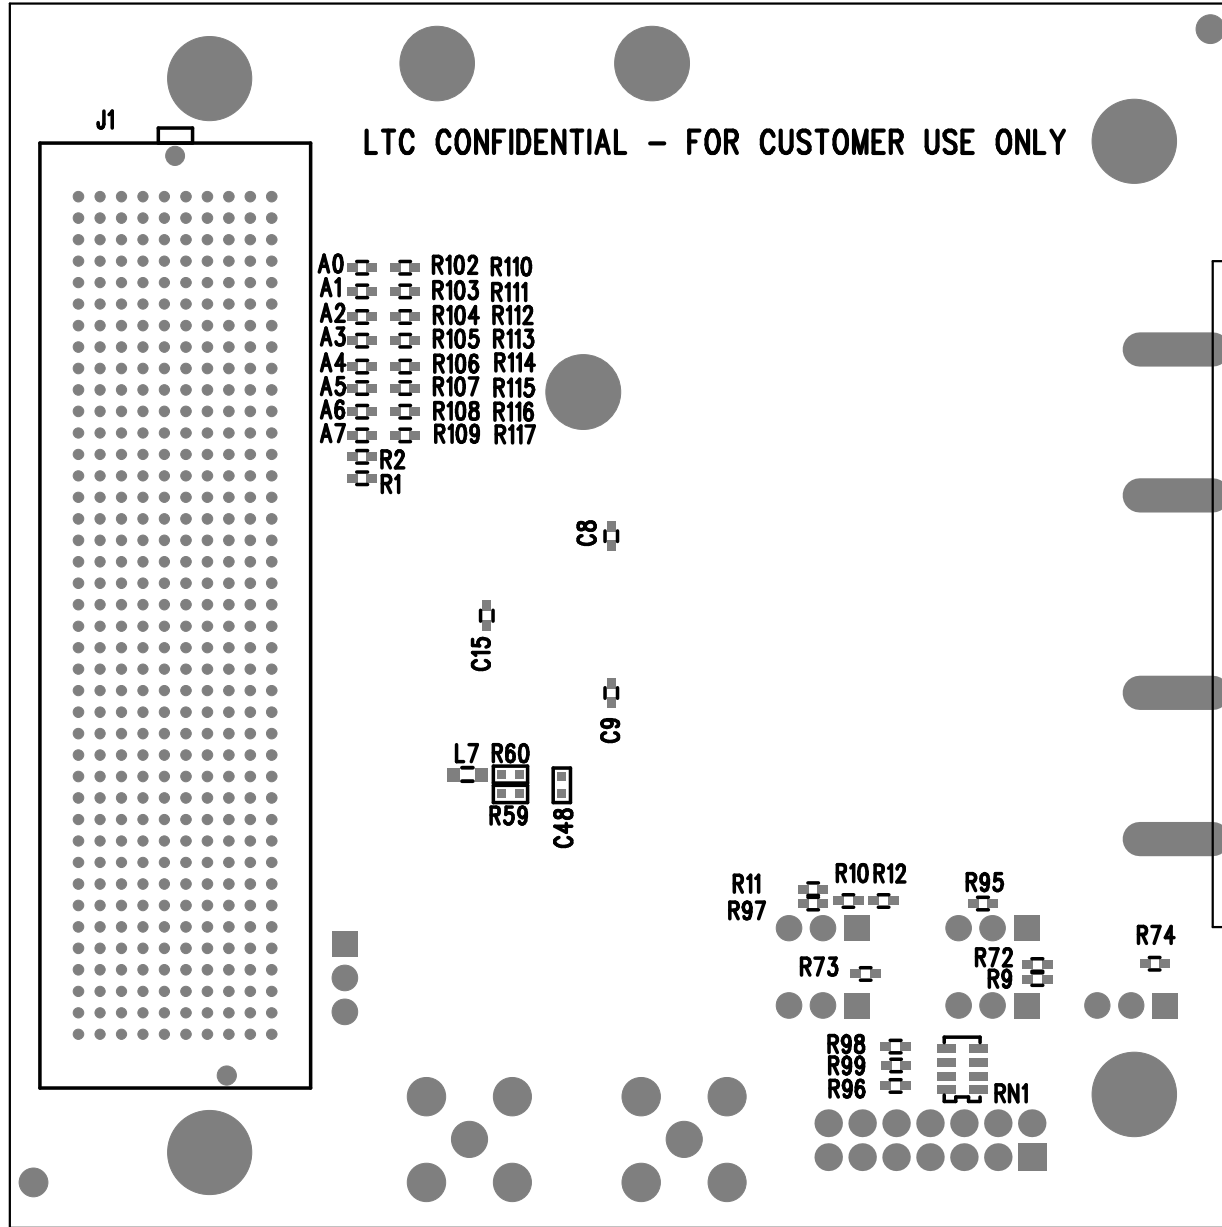 J1
LTC CONFIDENTIAL - FOR CUSTOMER USE ONLY
A0 R102 R110
A1 R103 R111
A2 R104 R112
A3 R105 R113
A4 R106 R114
A5 R107 R115
A6 R108 R116
A7 R109 R117
R2
R1
C8
C15
C9
L7 R60
R59
C48
R11 R10 R12 R95
R97
R74
R73 R72
R9
R98
R99
R96 RN1